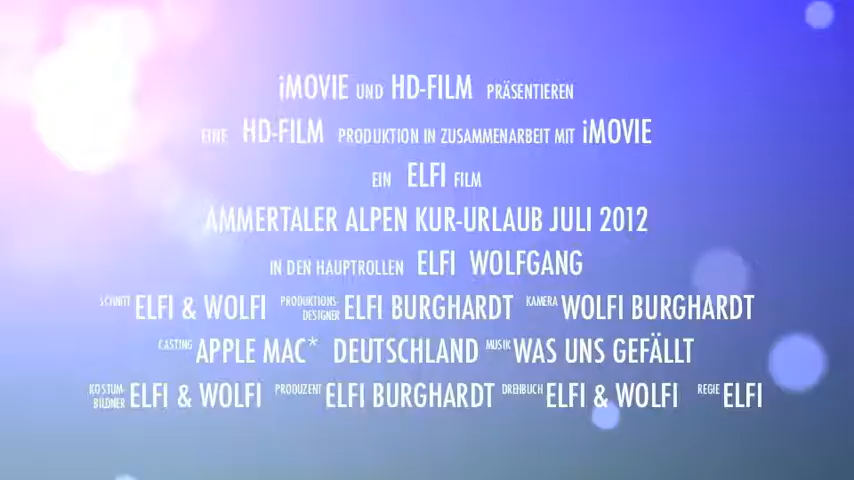 iMOVIE UND HD-FILM PRÄSENTIEREN
EINE HD-FILM PRODUKTION IN ZUSAMMENARBEIT MIT iMOVIE
EIN ELFI FILM
AMMERTALER ALPEN KUR-URLAUB JULI 2012
IN DEN HAUPTROLLEN ELFI WOLFGANG
SCHNITT ELFI & WOLFI PRODUKTIONS-DESIGNER ELFI BURGHARDT KAMERA WOLFI BURGHARDT
CASTING APPLE MAC* DEUTSCHLAND MUSIK WAS UNS GEFÄLLT
KOSTUM-BILDNER ELFI & WOLFI PRODUZENT ELFI BURGHARDT DREHBUCH ELFI & WOLFI REGIE ELFI